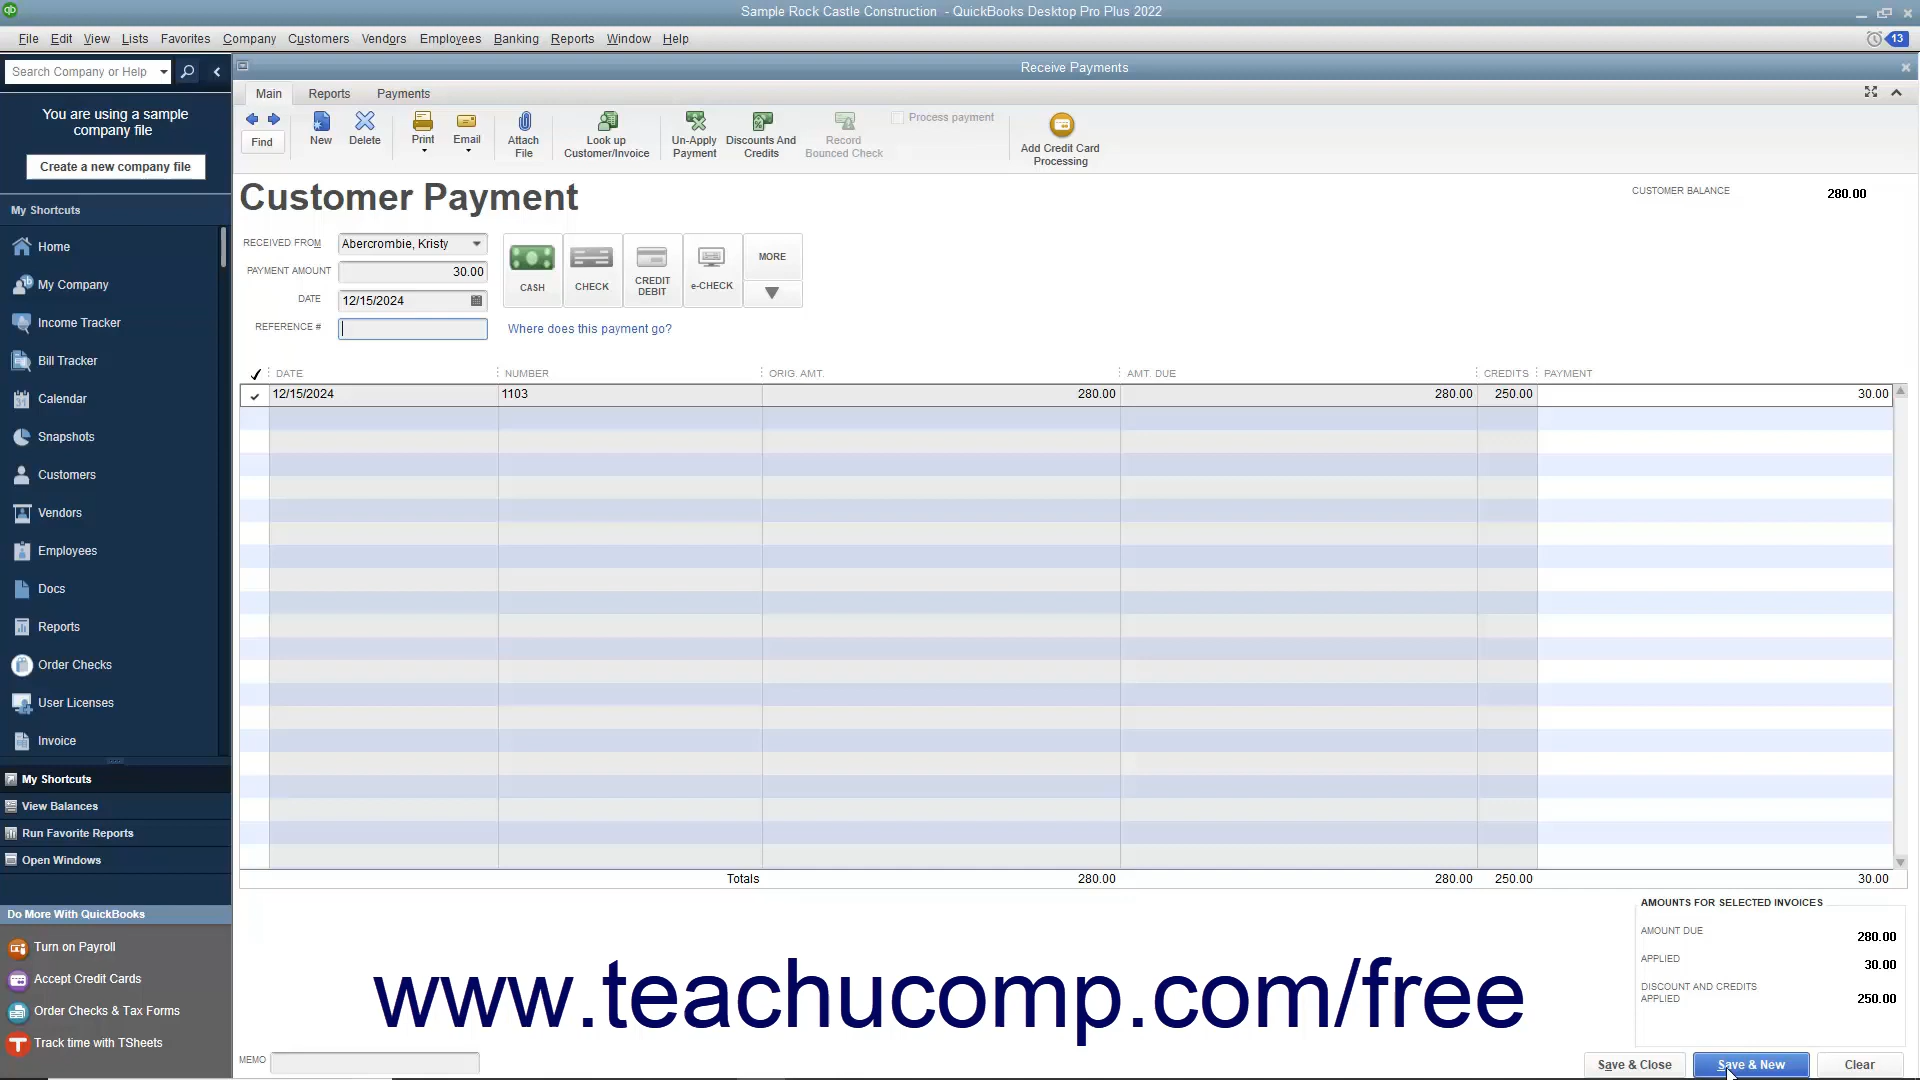 Sample Rock Castle Construction - QuickBooks Desktop Pro Plus 2022
File Edit View Lists Favorites Company Customers Vendors Employees Banking Reports Window Help
13
Search Company or Help
Receive Payments
You are using a sample
company file
Create a new company file
Main Reports Payments
Find
New
Delete
Print
Email
Attach
File
Look up
Customer/Invoice
Un-Apply
Payment
Discounts And
Credits
Record
Bounced Check
Process payment
Add Credit Card
Processing
My Shortcuts
Home
My Company
Income Tracker
Bill Tracker
Calendar
Snapshots
Customers
Vendors
Employees
Docs
Reports
Order Checks
User Licenses
Invoice
My Shortcuts
View Balances
Run Favorite Reports
Open Windows
Do More With QuickBooks
Turn on Payroll
Accept Credit Cards
Order Checks & Tax Forms
Track time with TSheets
Customer Payment
CUSTOMER BALANCE 280.00
RECEIVED FROM Abercrombie, Kristy
PAYMENT AMOUNT 30.00
DATE 12/15/2024
REFERENCE #
CASH
CHECK
CREDIT
DEBIT
e-CHECK
MORE
Where does this payment go?
DATE NUMBER ORIG. AMT. AMT. DUE CREDITS PAYMENT
12/15/2024 1103 280.00 280.00 250.00 30.00
Totals 280.00 280.00 250.00 30.00
AMOUNTS FOR SELECTED INVOICES
AMOUNT DUE 280.00
APPLIED 30.00
DISCOUNT AND CREDITS
APPLIED 250.00
www.teachucomp.com/free
MEMO
Save & Close Save & New Clear